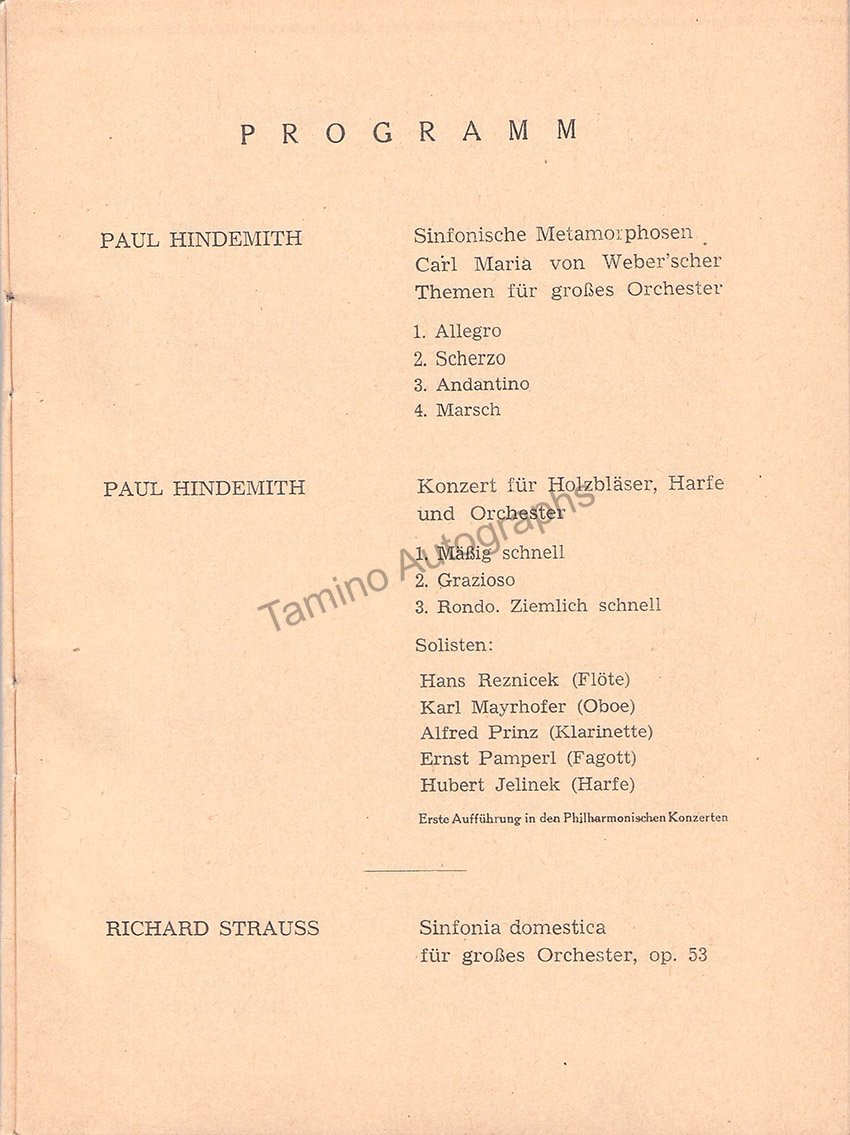 PROGRAMM
PAUL HINDEMITH
Sinfonische Metamorphosen
Carl Maria von Weber'scher
Themen für großes Orchester
1. Allegro
2. Scherzo
3. Andantino
4. Marsch
PAUL HINDEMITH
Konzert für Holzbläser, Harfe
und Orchester
1. Mäßig schnell
2. Grazioso
3. Rondo. Ziemlich schnell
Solisten:
Hans Reznicek (Flöte)
Karl Mayrhofer (Oboe)
Alfred Prinz (Klarinette)
Ernst Pamperl (Fagott)
Hubert Jelinek (Harfe)
Erste Aufführung in den Philharmonischen Konzerten
RICHARD STRAUSS
Sinfonia domestica
für großes Orchester, op. 53
Tamino Autographs